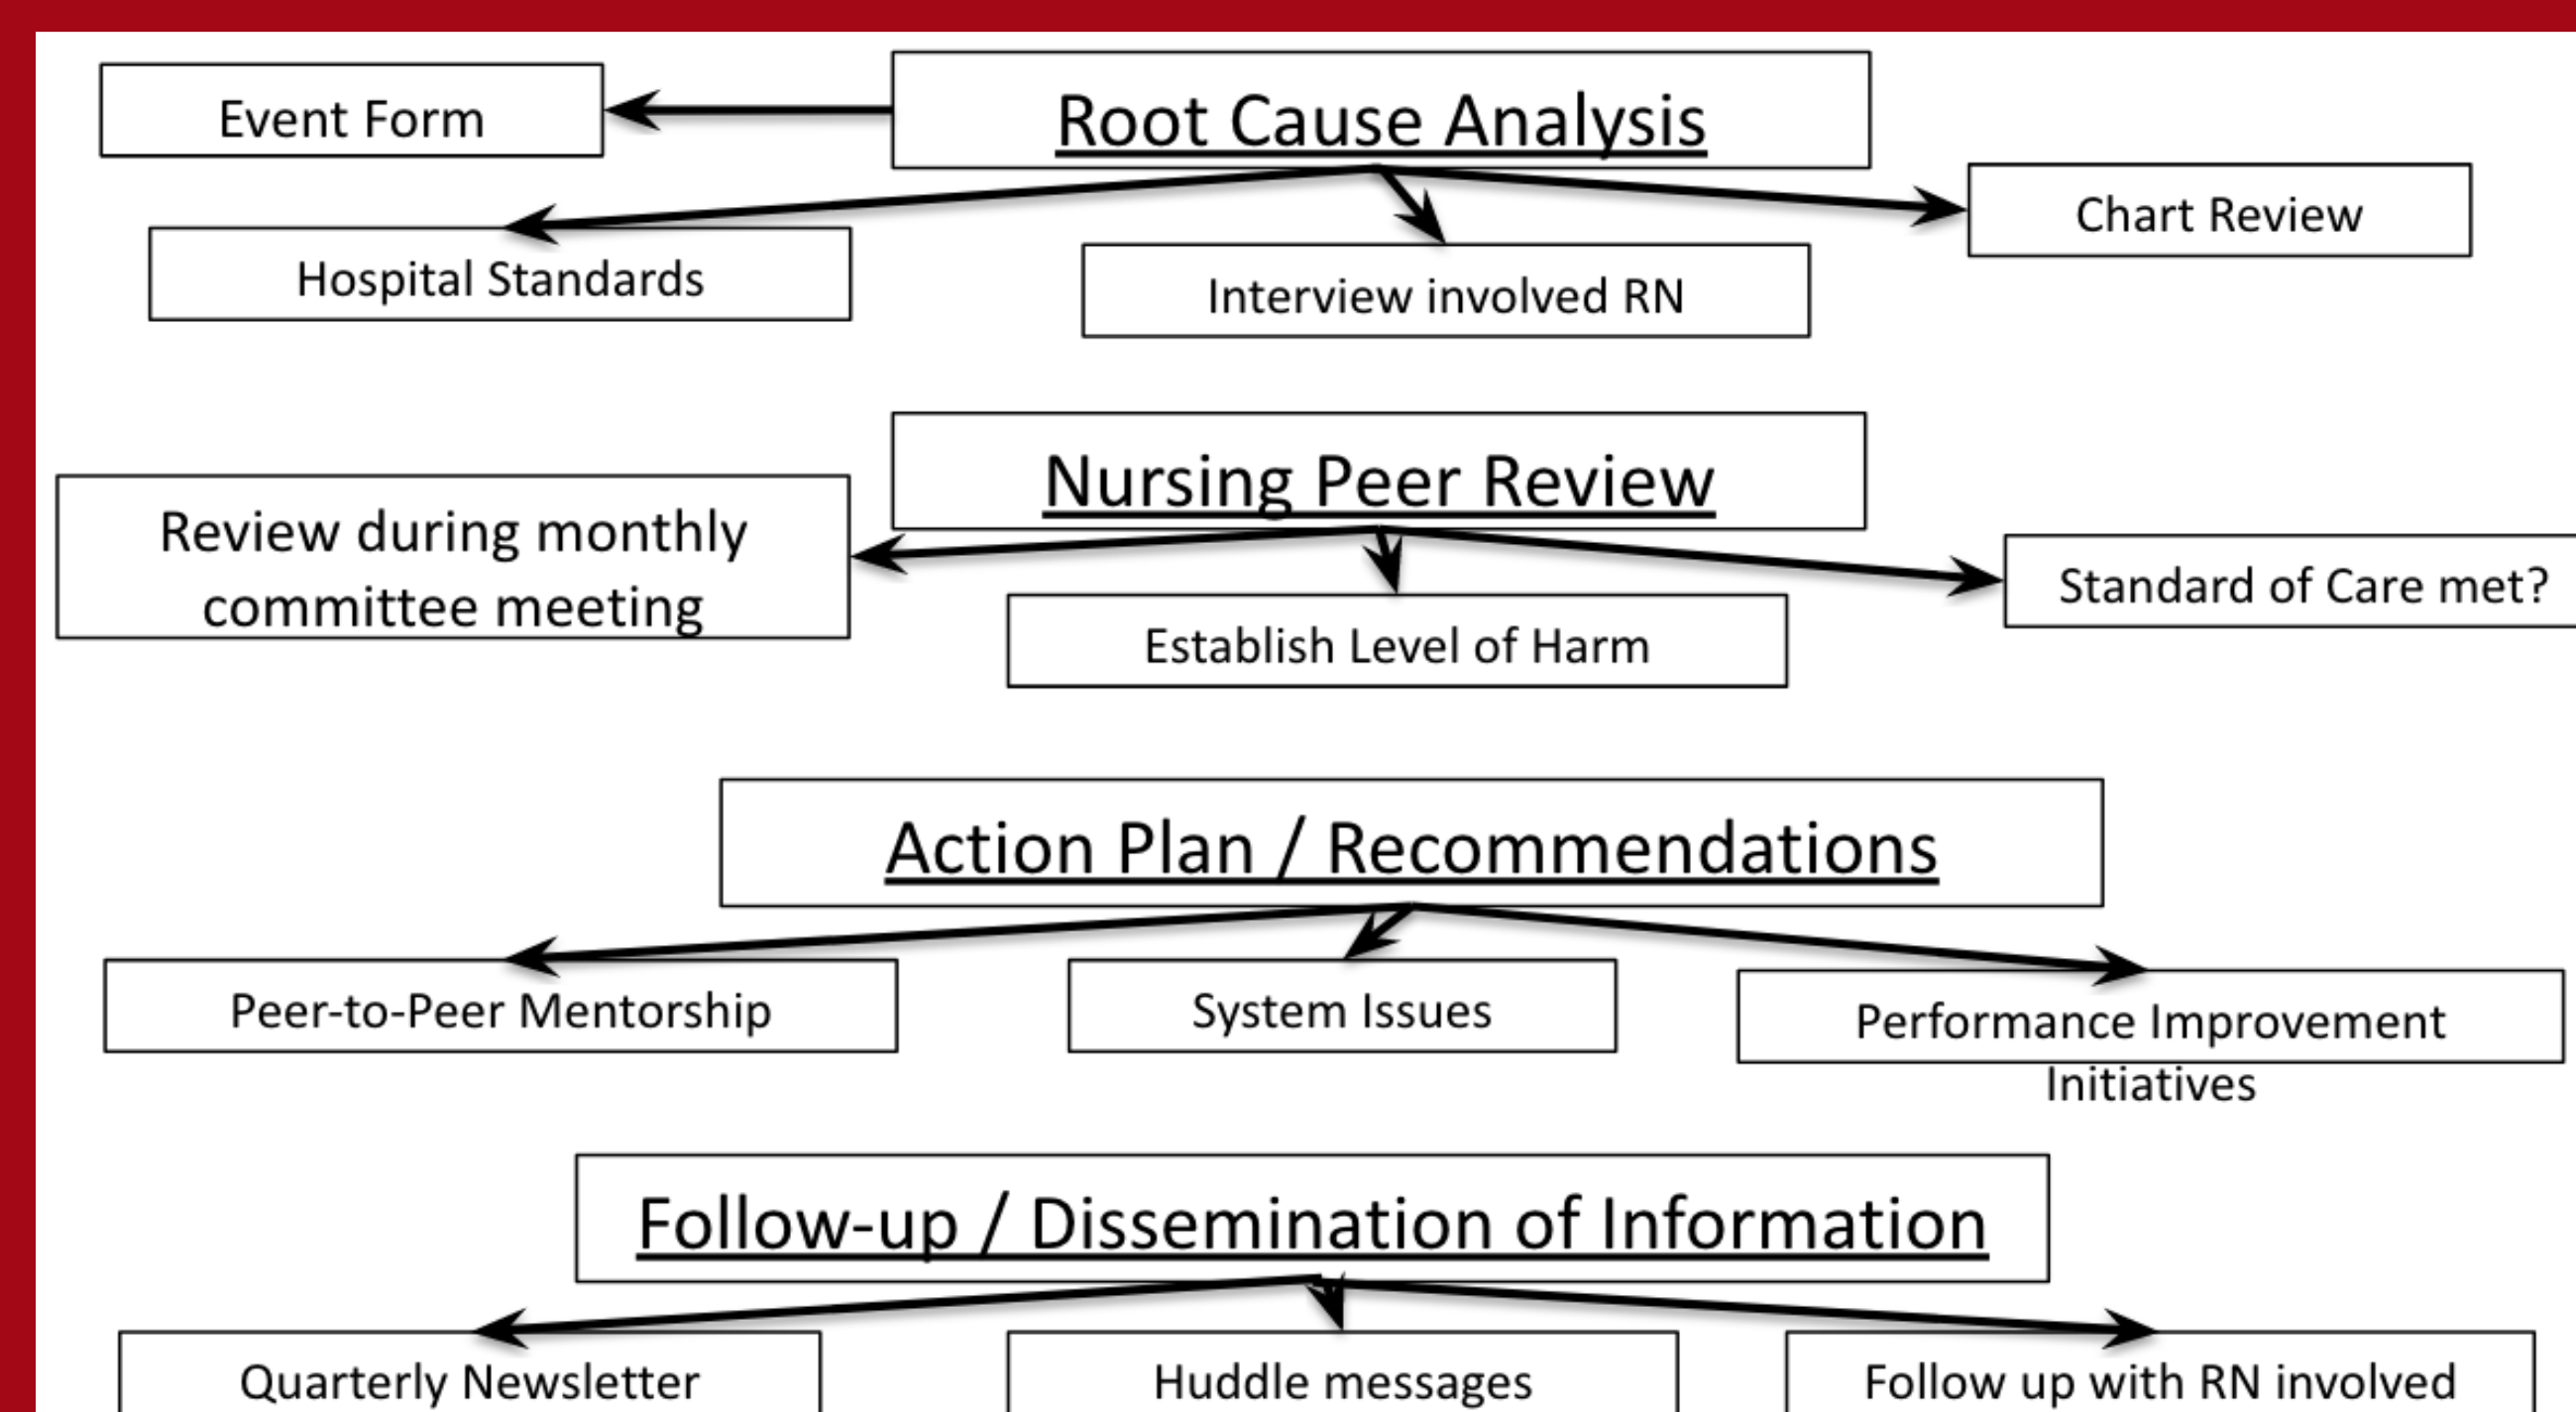 Event Form
Root Cause Analysis
Chart Review
Hospital Standards
Interview involved RN
Nursing Peer Review
Review during monthly
committee meeting
Standard of Care met?
Establish Level of Harm
Action Plan / Recommendations
Peer-to-Peer Mentorship
System Issues
Performance Improvement
Initiatives
Follow-up / Dissemination of Information
Quarterly Newsletter
Huddle messages
Follow up with RN involved